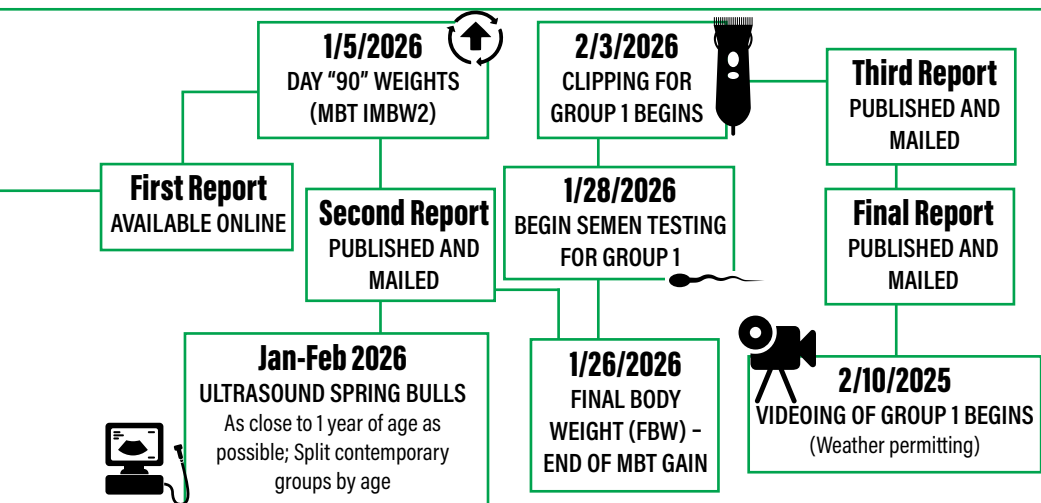 First Report
AVAILABLE ONLINE
1/5/2026
DAY “90” WEIGHTS
(MBT IMBW2)
Second Report
PUBLISHED AND
MAILED
Jan-Feb 2026
ULTRASOUND SPRING BULLS
As close to 1 year of age as
possible; Split contemporary
groups by age
1/26/2026
FINAL BODY
WEIGHT (FBW) –
END OF MBT GAIN
1/28/2026
BEGIN SEMEN TESTING
FOR GROUP 1
2/3/2026
CLIPPING FOR
GROUP 1 BEGINS
Third Report
PUBLISHED AND
MAILED
Final Report
PUBLISHED AND
MAILED
2/10/2025
VIDEOING OF GROUP 1 BEGINS
(Weather permitting)